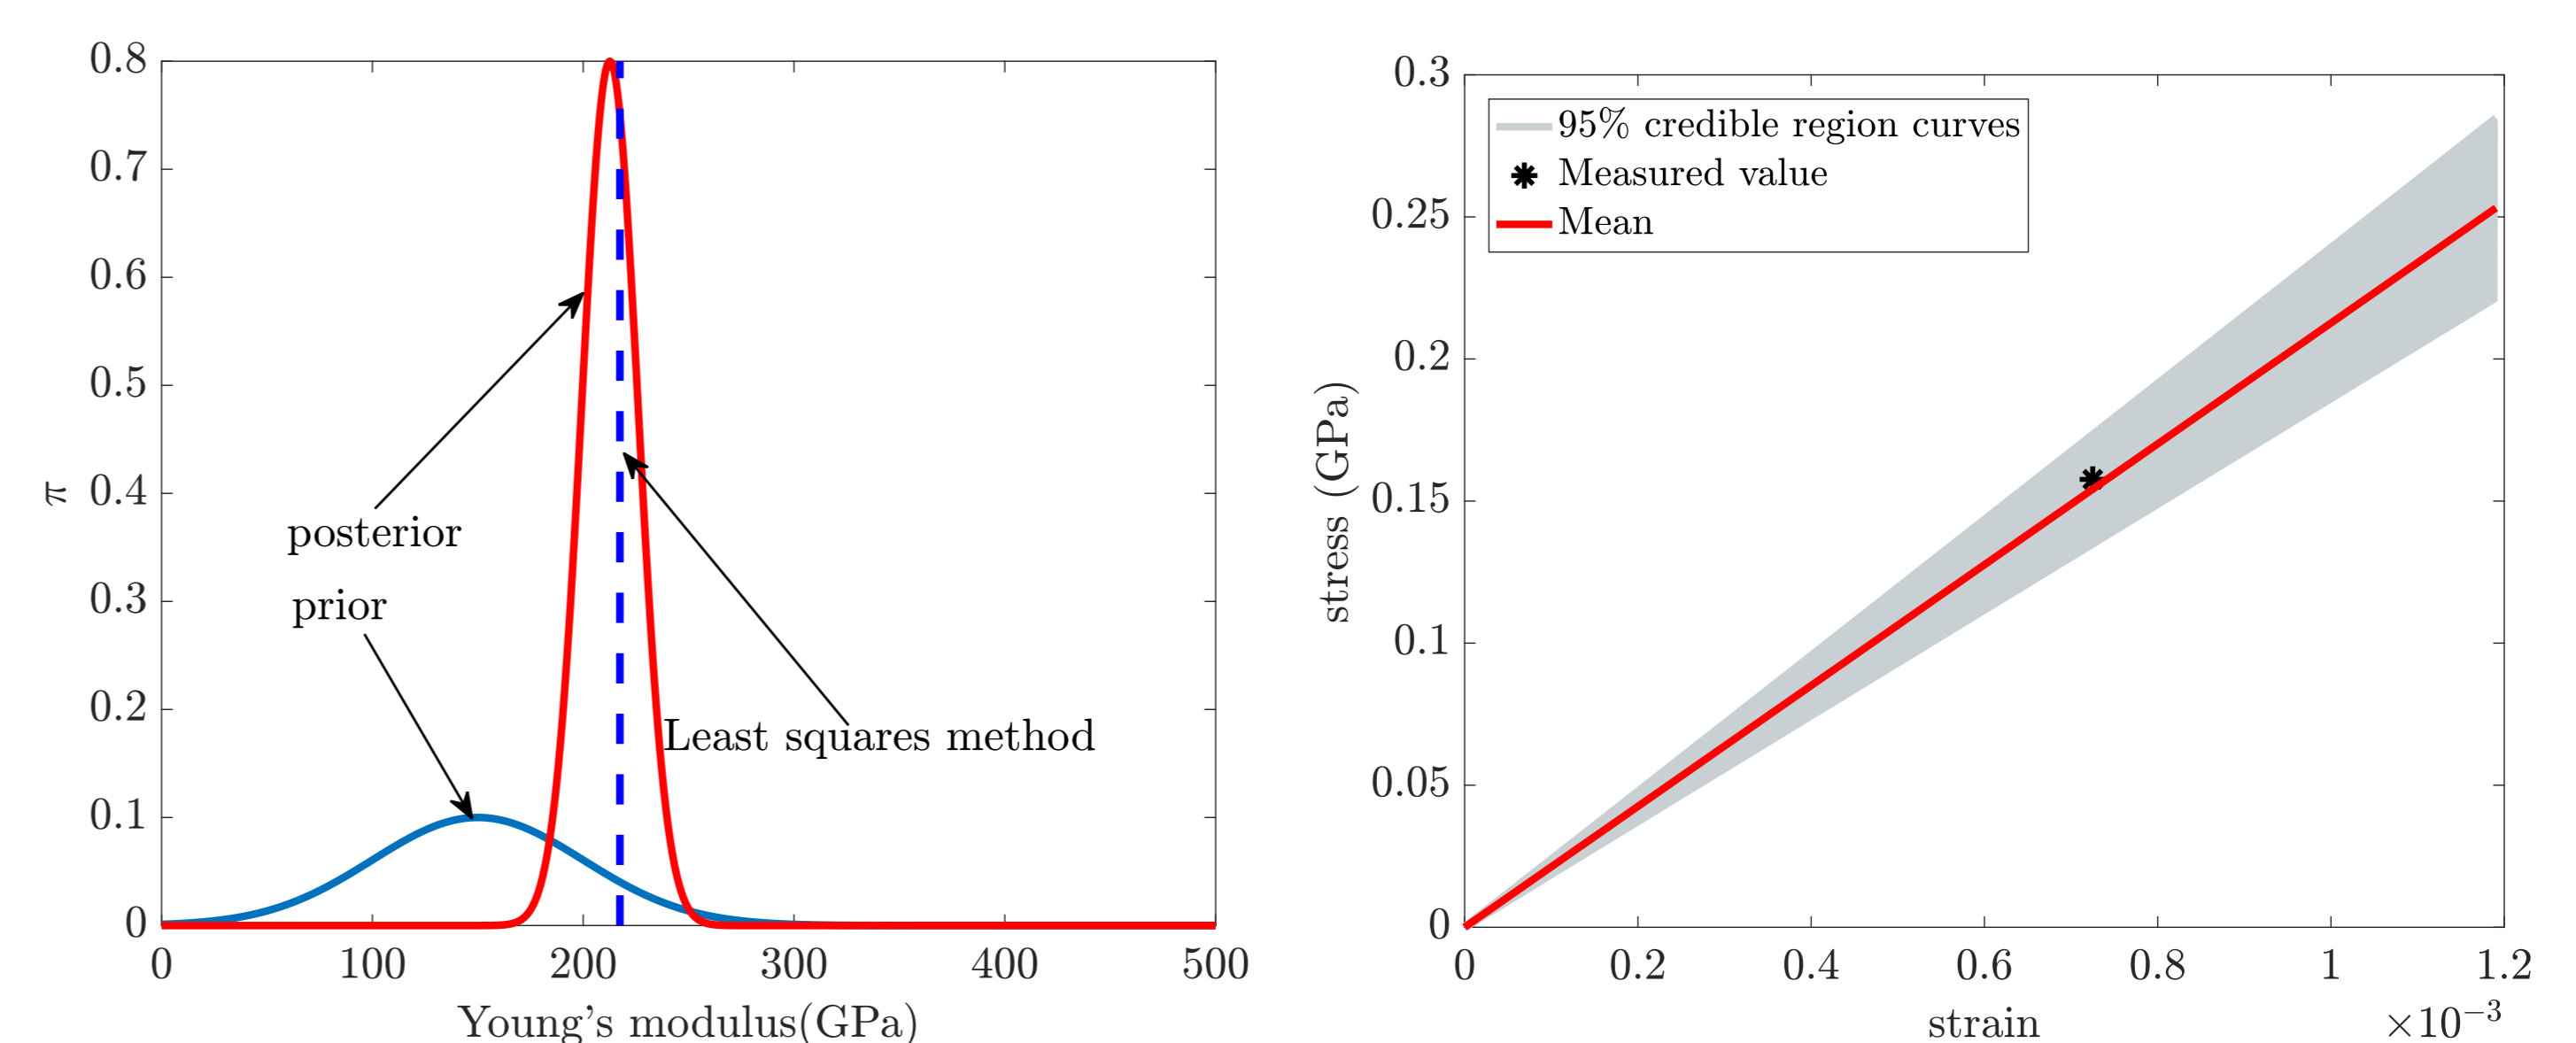 0.8
0.7
0.6
0.5
0.4
0.3
0.2
0.1
0
π
posterior
prior
Least squares method
0 100 200 300 400 500
Young's modulus(GPa)
0.3
0.25
0.2
0.15
0.1
0.05
0
stress (GPa)
95% credible region curves
Measured value
Mean
0 0.2 0.4 0.6 0.8 1 1.2
strain
×10⁻³